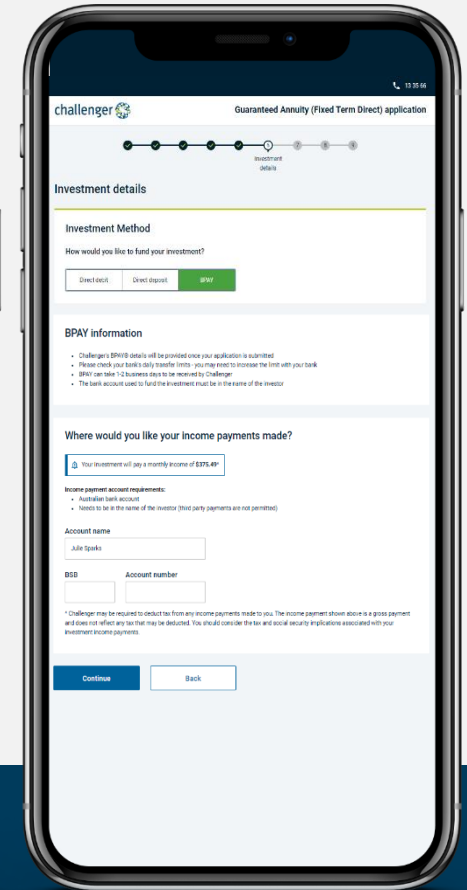 13 35 66
challenger
Guaranteed Annuity (Fixed Term Direct) application
Investment
details
7
8
9
Investment details
Investment Method
How would you like to fund your investment?
Direct debit
Direct deposit
BPAY
BPAY information
• Challenger's BPAY® details will be provided once your application is submitted
• Please check your bank's daily transfer limits - you may need to increase the limit with your bank
• BPAY can take 1-2 business days to be received by Challenger
• The bank account used to fund the investment must be in the name of the investor
Where would you like your income payments made?
Your investment will pay a monthly income of $375.49*
Income payment account requirements:
• Australian bank account
• Needs to be in the name of the investor (third party payments are not permitted)
Account name
Julie Sparks
BSB
Account number
* Challenger may be required to deduct tax from any income payments made to you. The income payment shown above is a gross payment
and does not reflect any tax that may be deducted. You should consider the tax and social security implications associated with your
investment income payments.
Continue
Back